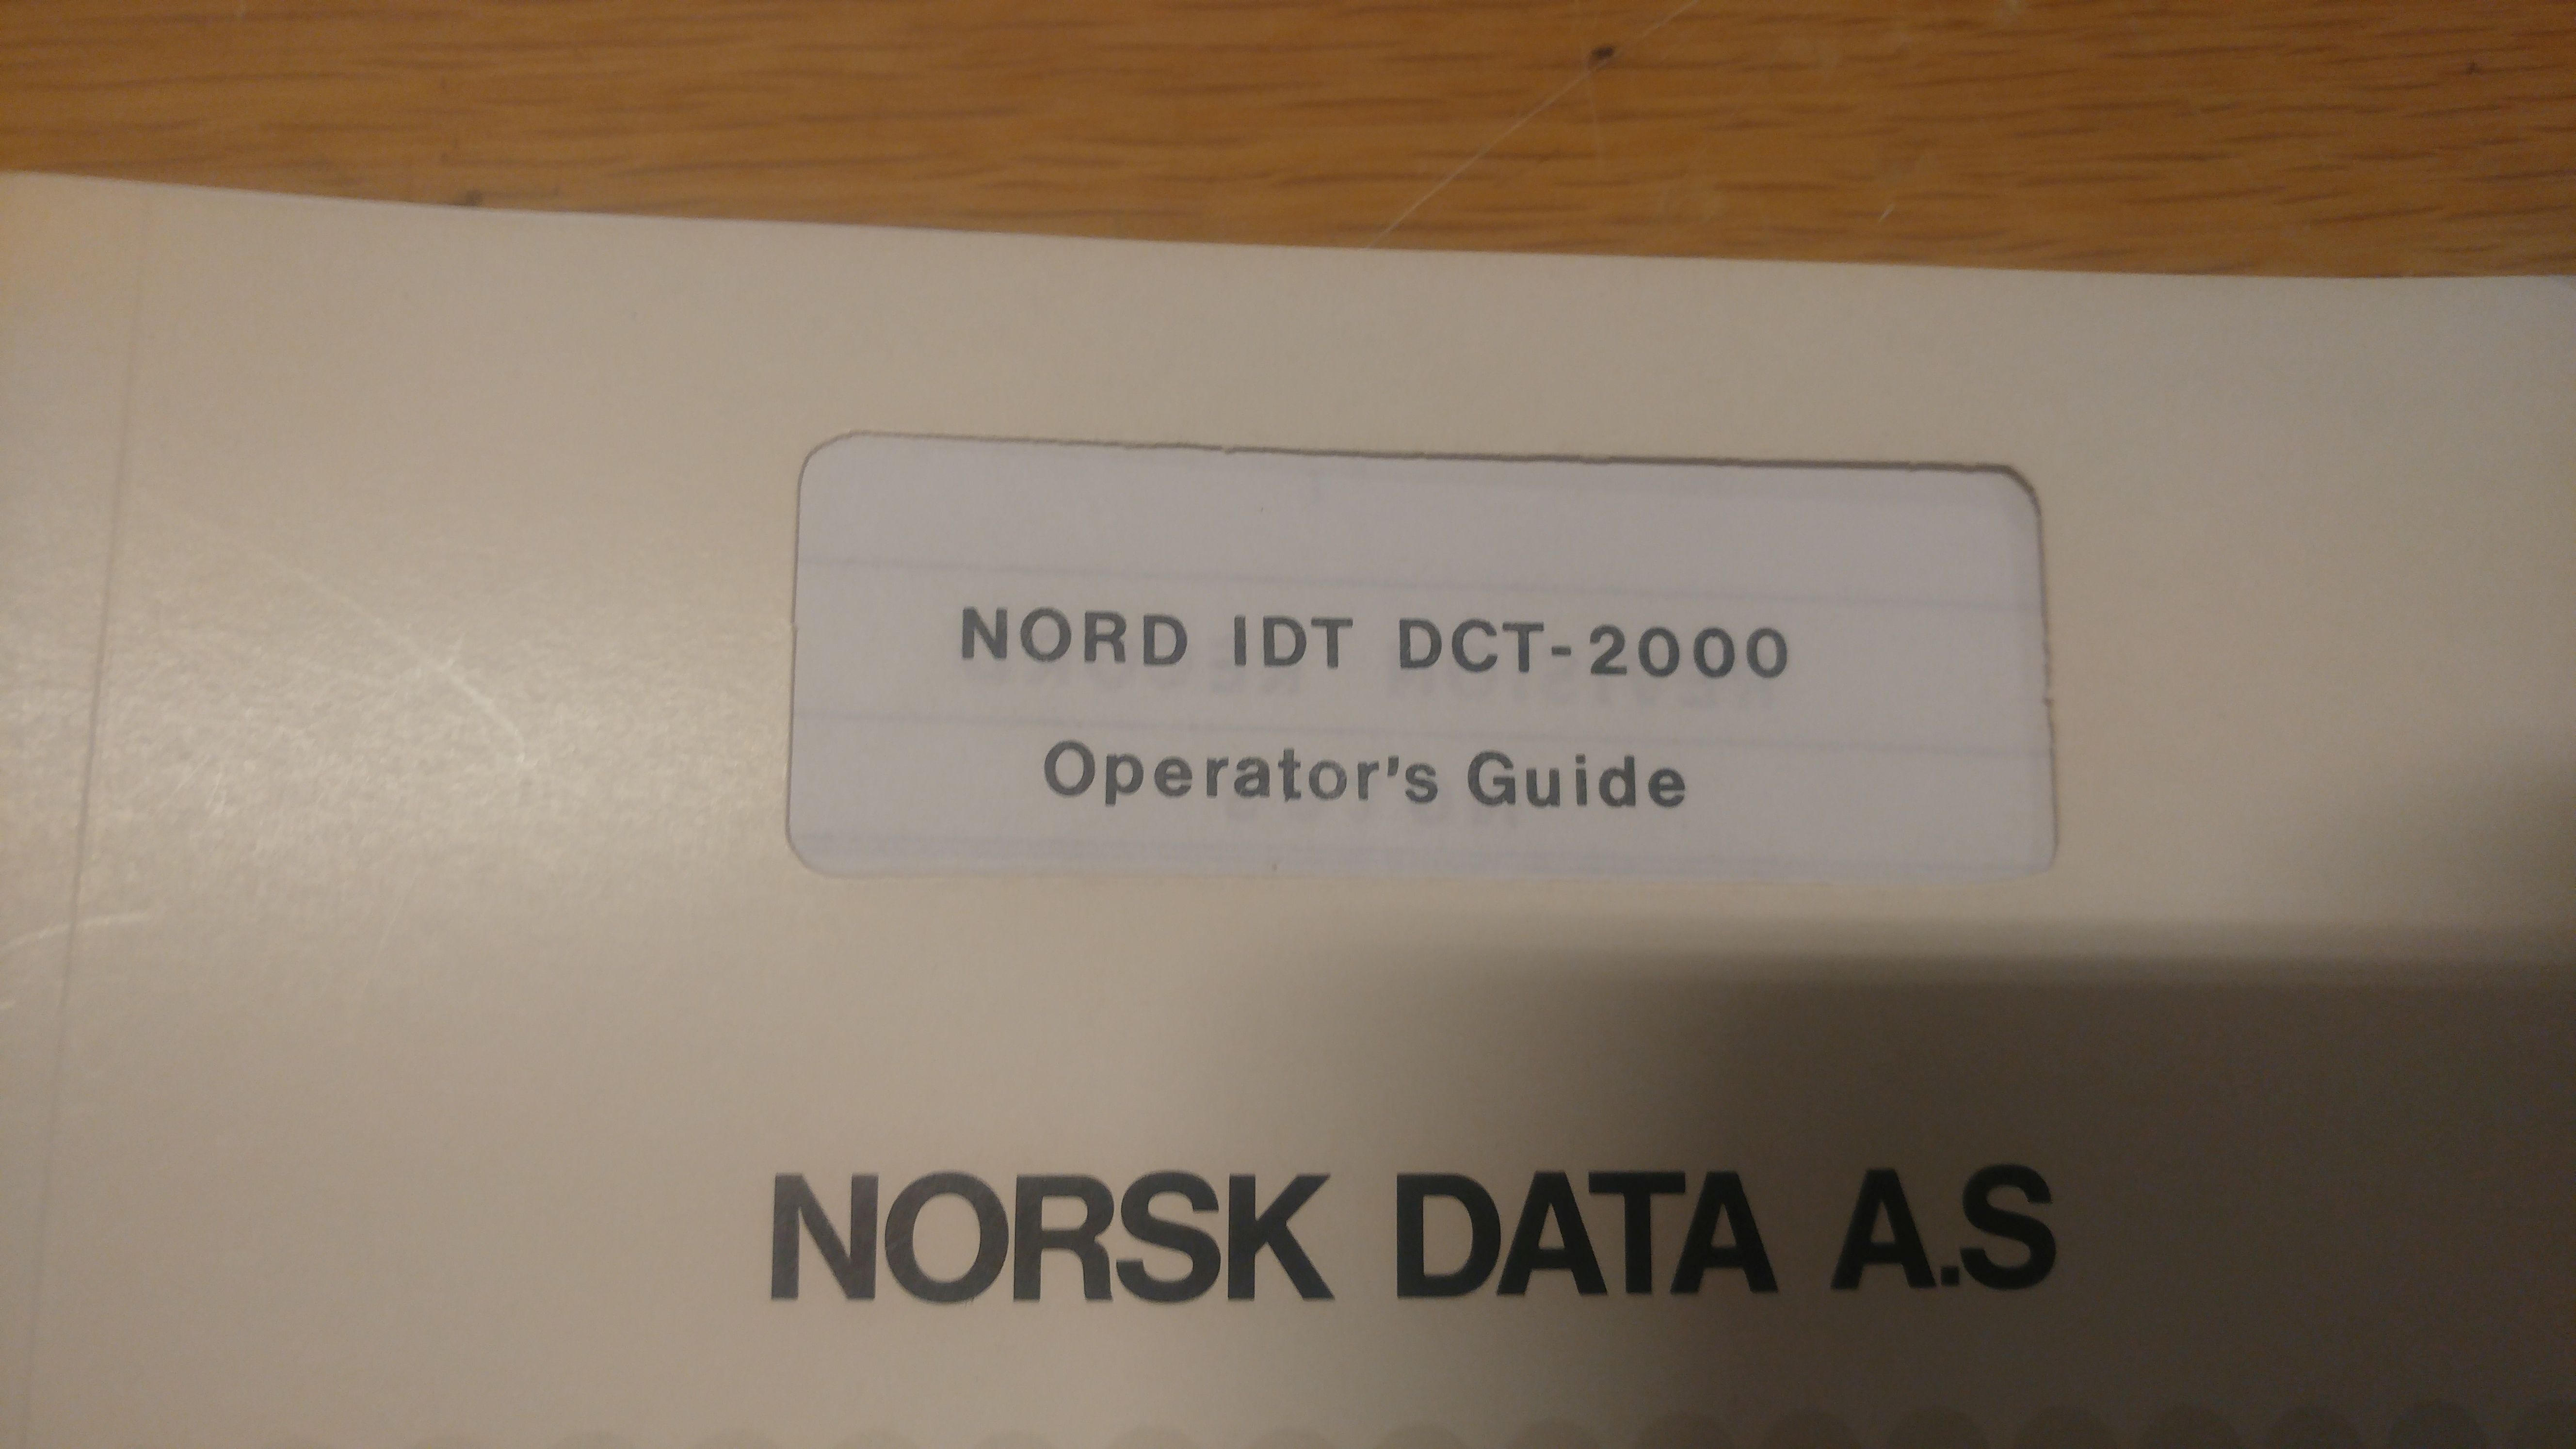 NORD IDT DCT-2000
Operator's Guide
NORSK DATA A.S